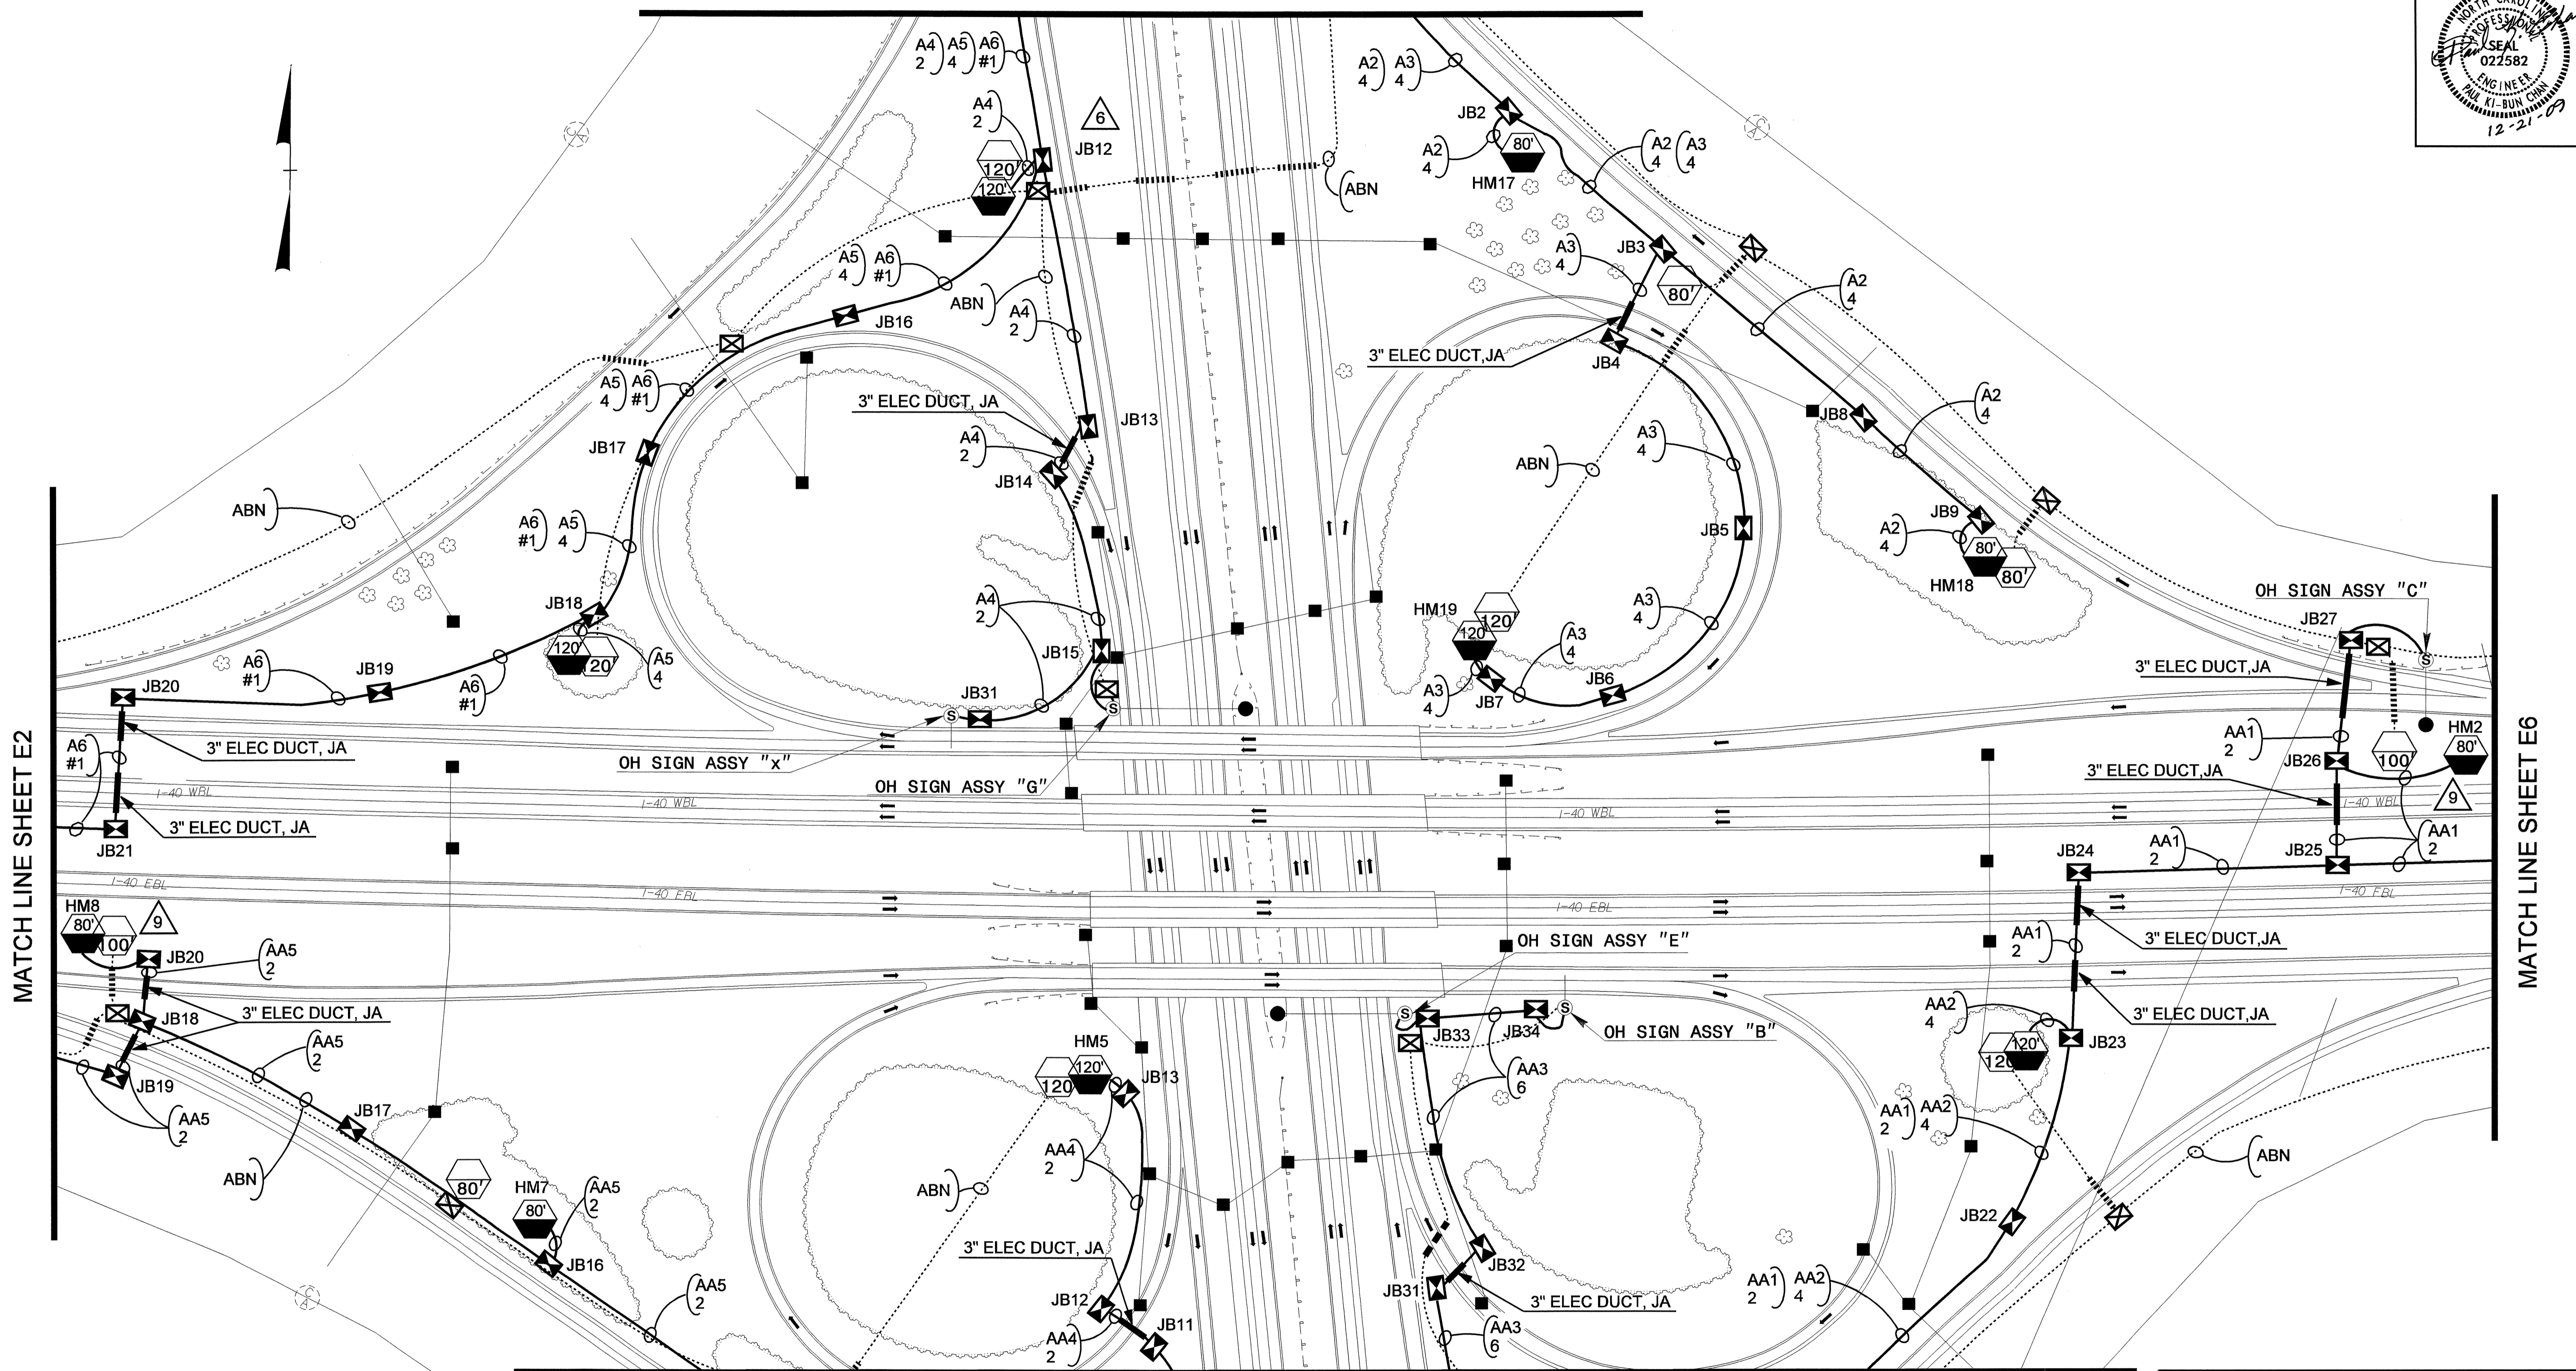 NORTH CAROLINA
PROFESSIONAL
SEAL
022582
ENGINEER
PAUL KI-BUN CHAN
12-21-09
A4 A5 A6
2 4 #1
A4
2
6
JB12
120'
120'
ABN
A2 A3
4 4
JB2
A2
4
80'
HM17
A2 A3
4 4
A5 A6
4 #1
ABN
A4
2
JB16
A3
4
JB3
80'
A2
4
3" ELEC DUCT,JA
JB4
A5 A6
4 #1
3" ELEC DUCT, JA
JB13
A4
2
JB14
JB17
A3
4
ABN
JB8
A2
4
ABN
A6 A5
#1 4
JB5
JB9
A2
4
80'
80'
HM18
JB18
120'
120'
A5
4
A4
2
JB15
HM19
120'
120'
A3
4
A3
4
A3
4
JB7
JB6
OH SIGN ASSY "C"
JB27
3" ELEC DUCT,JA
A6
#1
JB19
A6
#1
JB20
JB31
3" ELEC DUCT, JA
A6
#1
OH SIGN ASSY "x"
OH SIGN ASSY "G"
AA1
2
JB26
100'
HM2
80'
9
3" ELEC DUCT,JA
I-40 WBL
I-40 WBL
I-40 WBL
I-40 WBL
3" ELEC DUCT, JA
JB21
AA1
2
JB25
AA1
2
JB24
MATCH LINE SHEET E2
MATCH LINE SHEET E6
I-40 EBL
I-40 EBL
I-40 EBL
I-40 EBL
HM8
80'
100'
9
JB20
AA5
2
OH SIGN ASSY "E"
AA1
2
3" ELEC DUCT,JA
3" ELEC DUCT, JA
JB18
AA5
2
JB19
AA5
2
JB33
JB34
OH SIGN ASSY "B"
AA2
4
3" ELEC DUCT,JA
120'
120'
JB23
HM5
120
120'
JB13
AA3
6
JB17
ABN
AA4
2
AA1 AA2
2 4
80'
HM7
80'
AA5
2
JB16
ABN
JB22
ABN
3" ELEC DUCT, JA
JB32
JB31
3" ELEC DUCT, JA
AA5
2
JB12
JB11
AA4
2
AA3
6
AA1 AA2
2 4
S
S
S
S
S